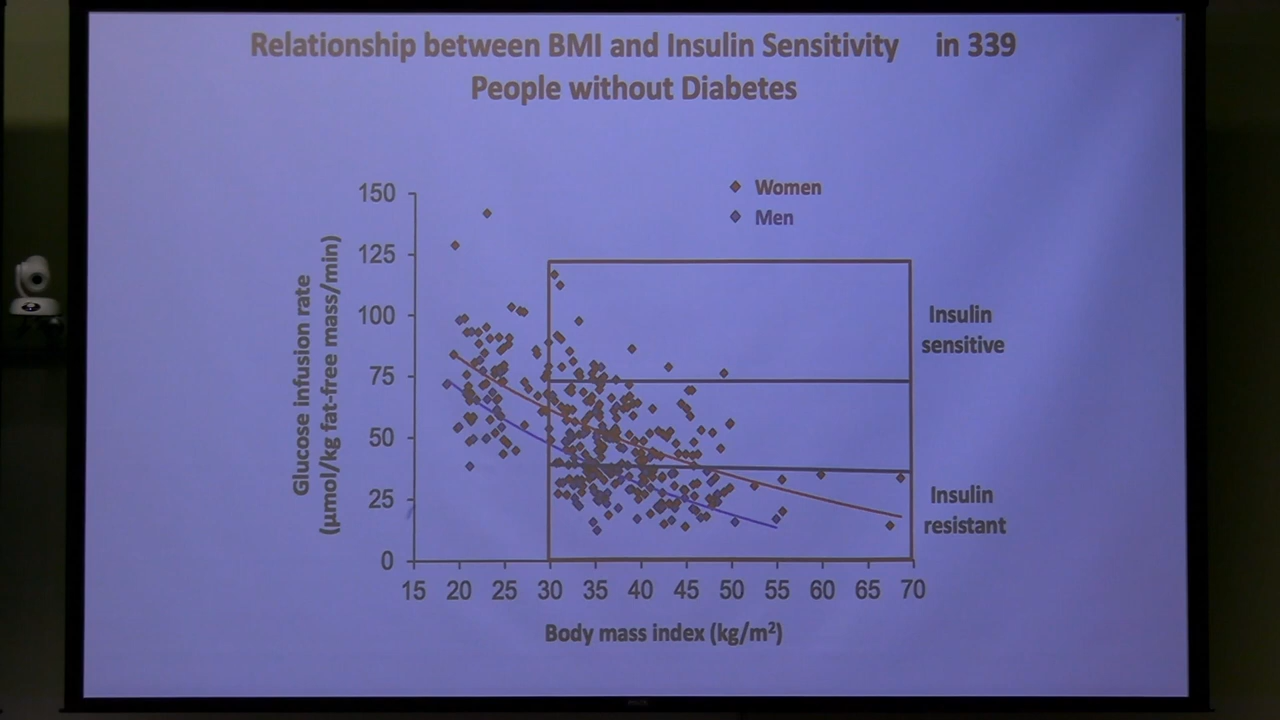 Relationship between BMI and Insulin Sensitivity in 339
People without Diabetes
Women
Men
150
125
100
75
50
25
0
Glucose infusion rate
(µmol/kg fat-free mass/min)
Insulin
sensitive
Insulin
resistant
15 20 25 30 35 40 45 50 55 60 65 70
Body mass index (kg/m²)